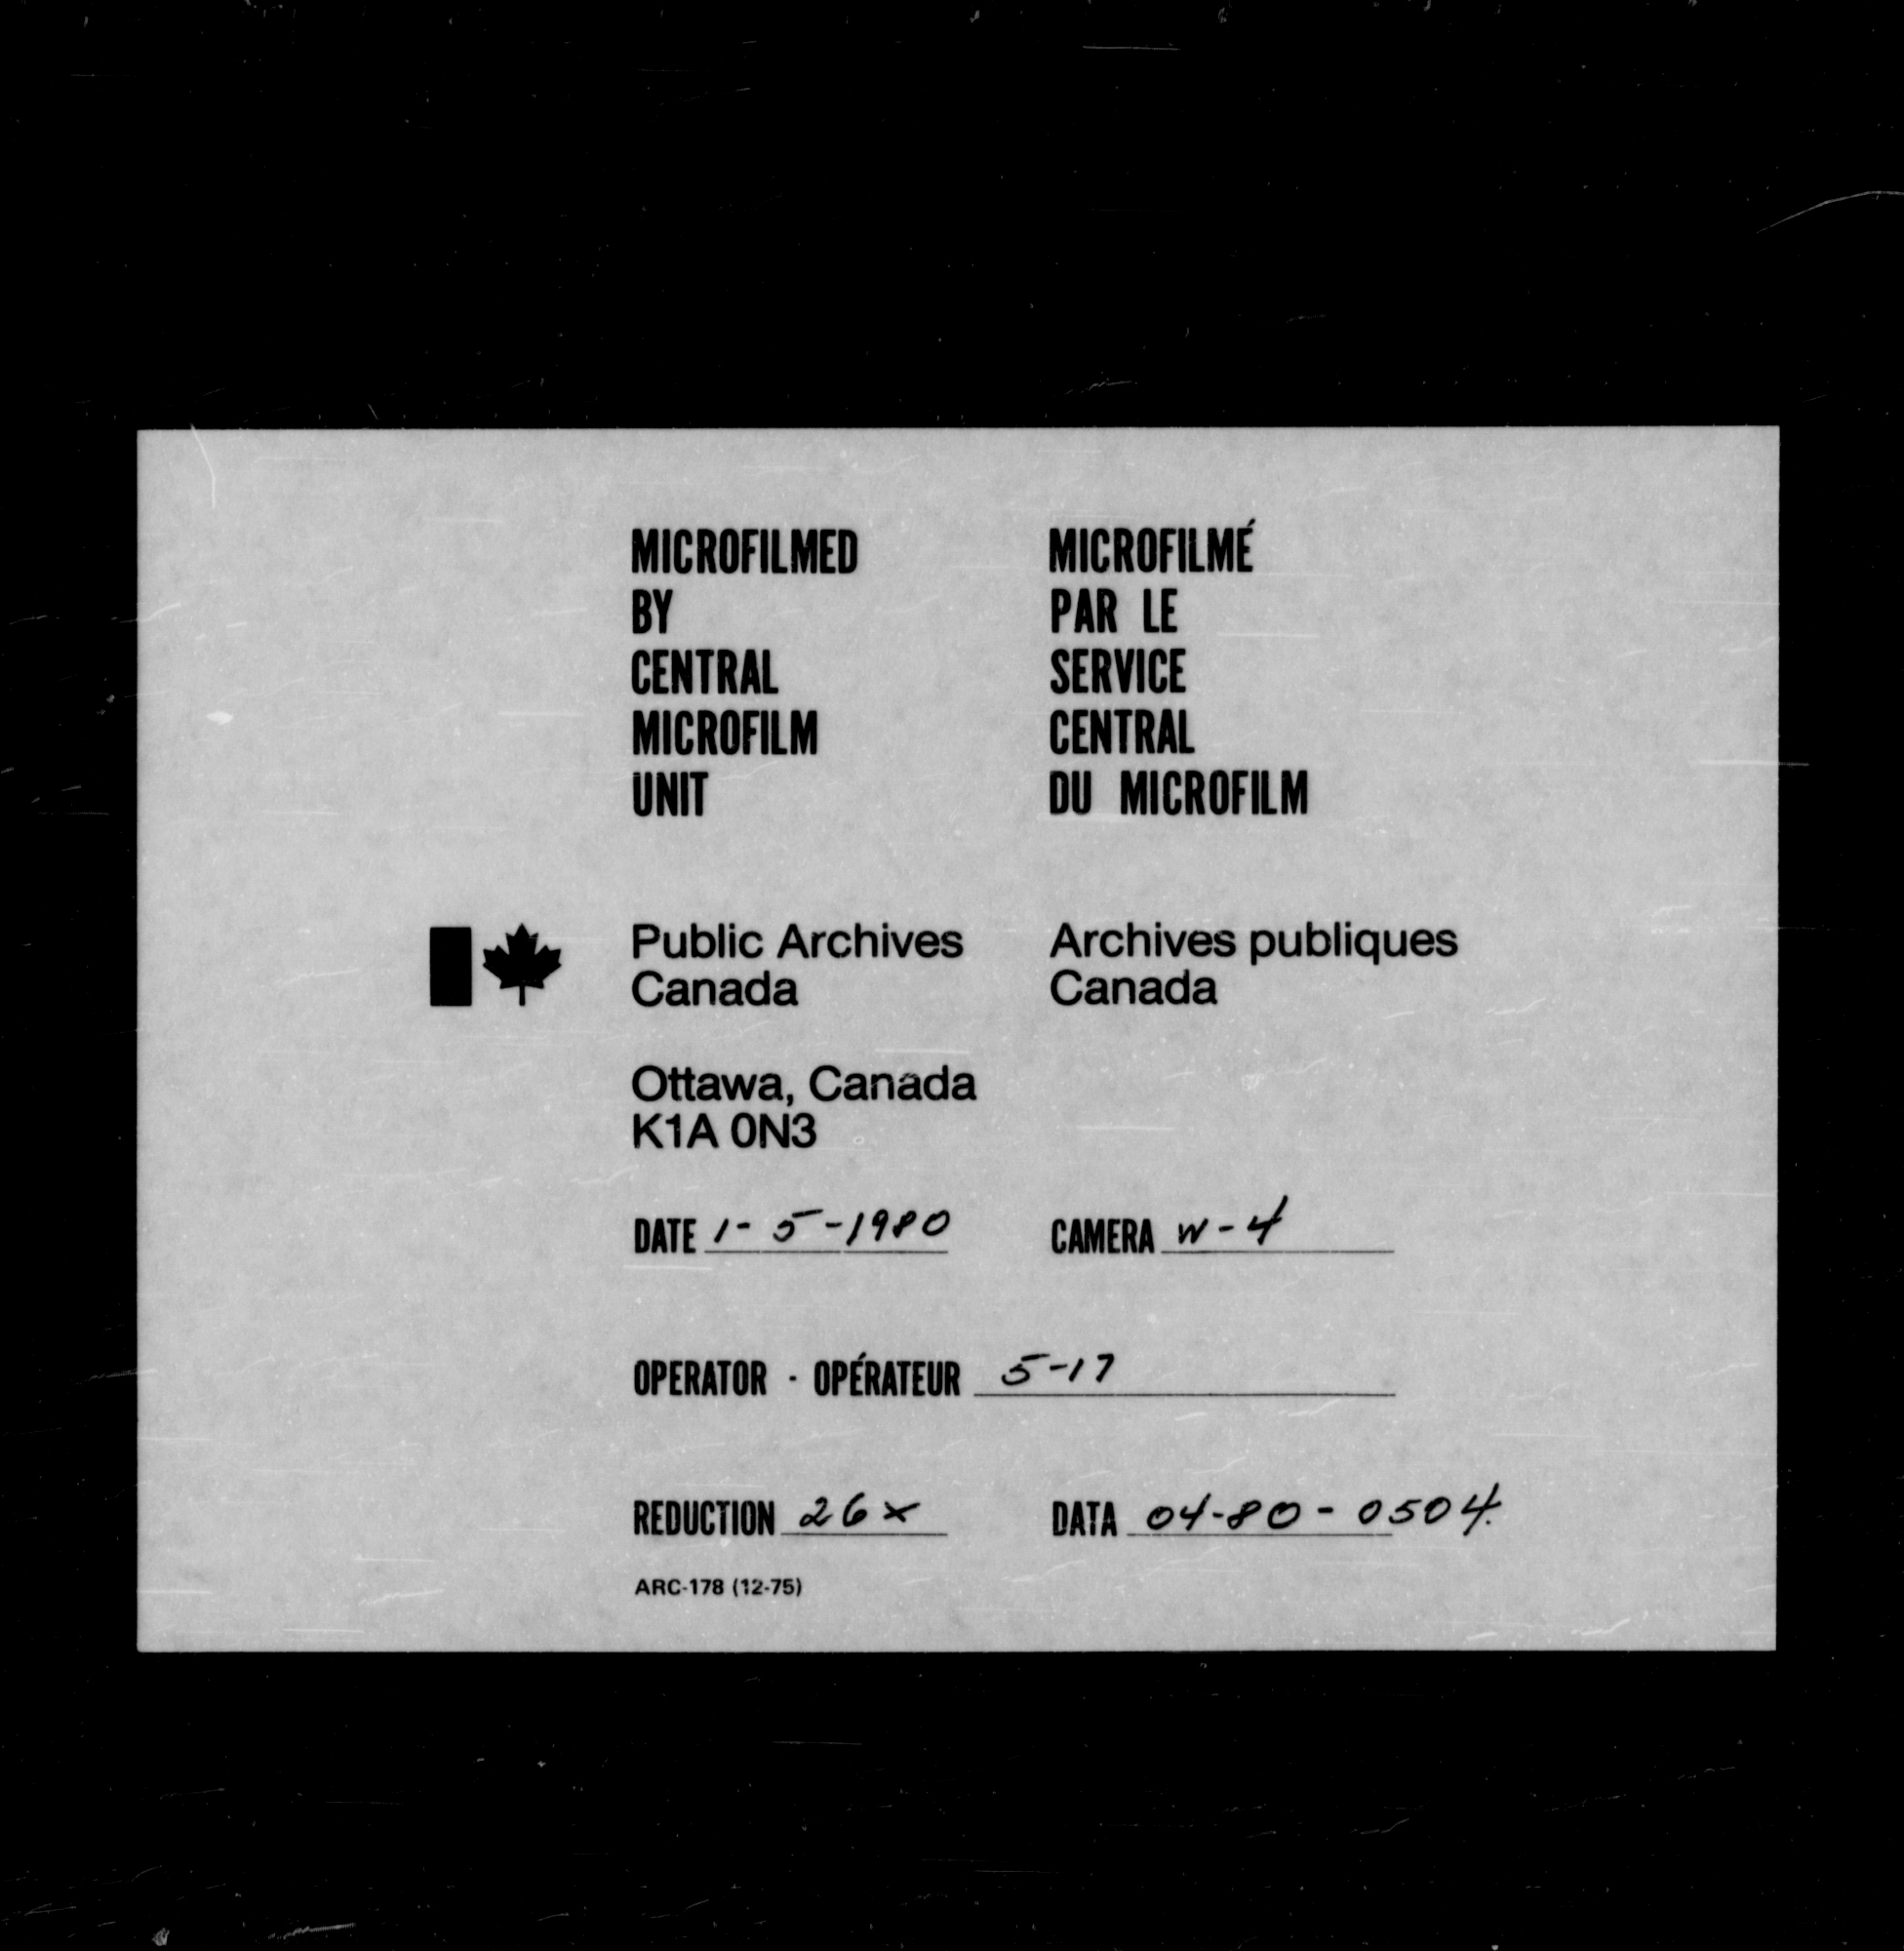 MICROFILMED
BY
CENTRAL
MICROFILM
UNIT
MICROFILMÉ
PAR LE
SERVICE
CENTRAL
DU MICROFILM
Public Archives
Canada
Archives publiques
Canada
Ottawa, Canada
K1A 0N3
DATE 1-5-1980
CAMERA W-4
OPERATOR · OPÉRATEUR 5-17
REDUCTION 26x
DATA 04-80-0504.
ARC-178 (12-75)